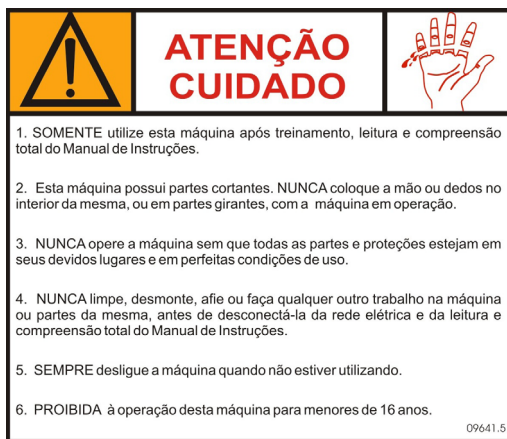 ATENÇÃO
CUIDADO
1. SOMENTE utilize esta máquina após treinamento, leitura e compreensão
total do Manual de Instruções.
2. Esta máquina possui partes cortantes. NUNCA coloque a mão ou dedos no
interior da mesma, ou em partes girantes, com a máquina em operação.
3. NUNCA opere a máquina sem que todas as partes e proteções estejam em
seus devidos lugares e em perfeitas condições de uso.
4. NUNCA limpe, desmonte, afie ou faça qualquer outro trabalho na máquina
ou partes da mesma, antes de desconectá-la da rede elétrica e da leitura e
compreensão total do Manual de Instruções.
5. SEMPRE desligue a máquina quando não estiver utilizando.
6. PROIBIDA à operação desta máquina para menores de 16 anos.
09641.5